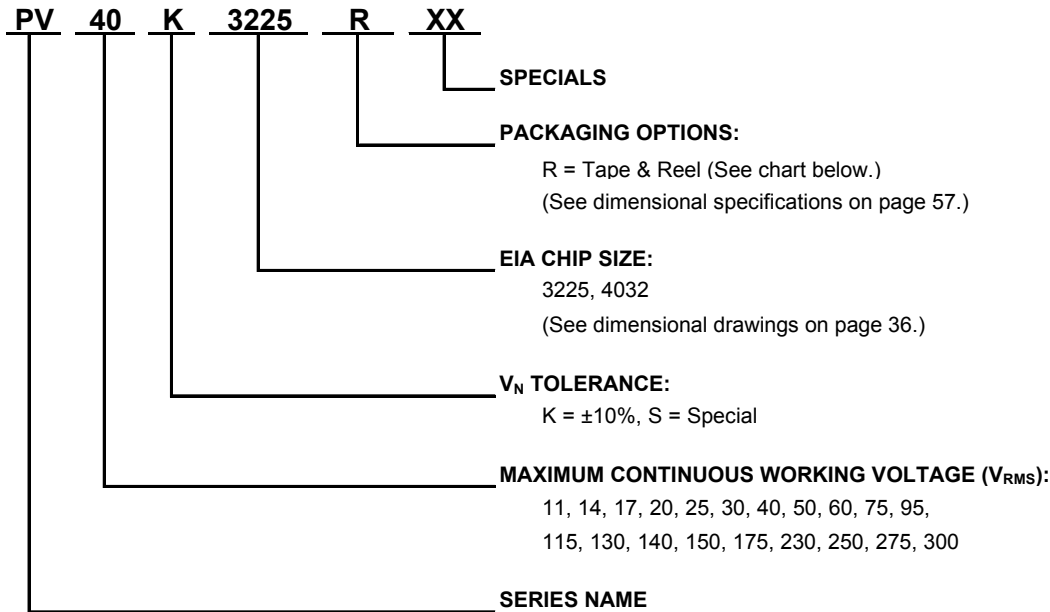 PV 40 K 3225 R XX
SPECIALS
PACKAGING OPTIONS:
R = Tape & Reel (See chart below.)
(See dimensional specifications on page 57.)
EIA CHIP SIZE:
3225, 4032
(See dimensional drawings on page 36.)
VN TOLERANCE:
K = ±10%, S = Special
MAXIMUM CONTINUOUS WORKING VOLTAGE (VRMS):
11, 14, 17, 20, 25, 30, 40, 50, 60, 75, 95,
115, 130, 140, 150, 175, 230, 250, 275, 300
SERIES NAME